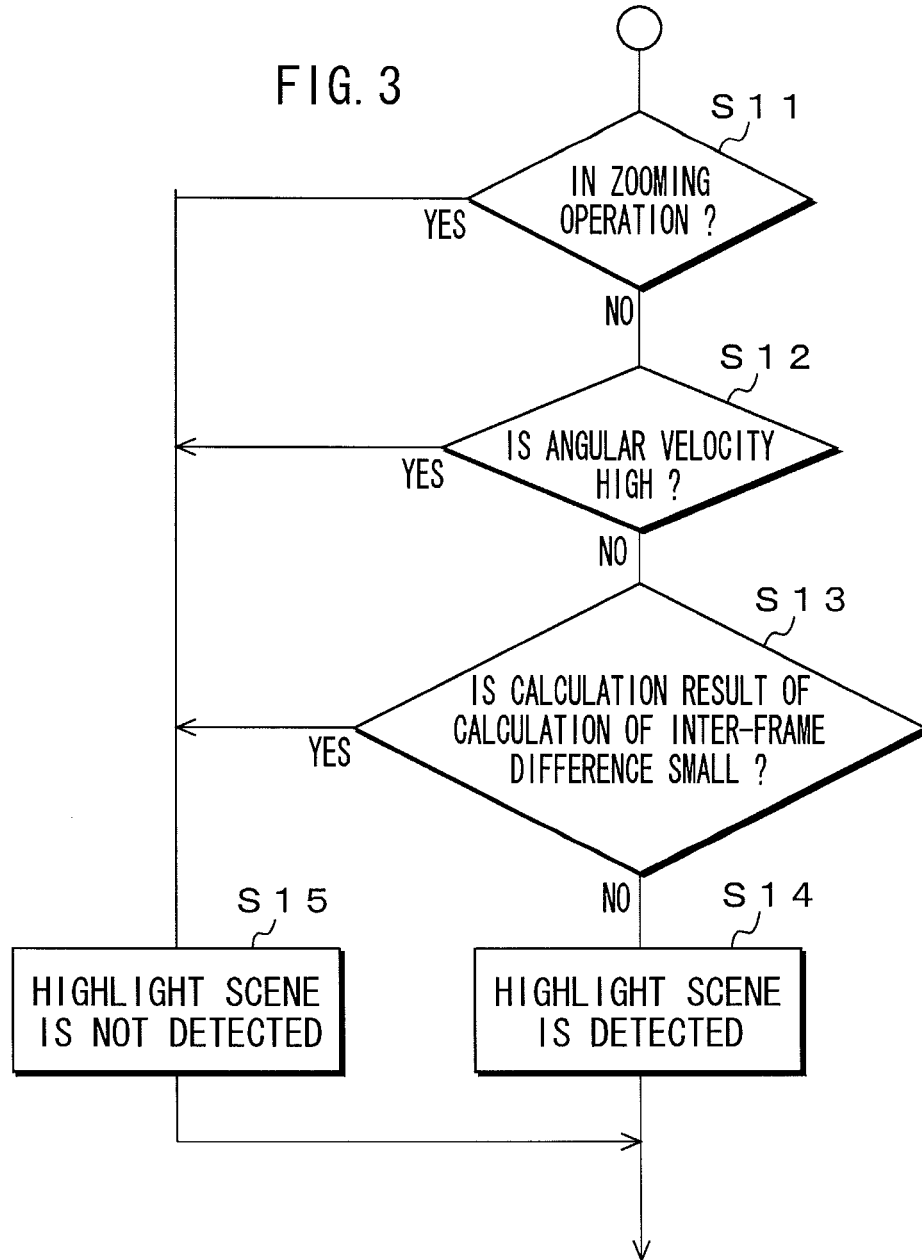 FIG. 3
S11
IN ZOOMING
OPERATION ?
YES
NO
S12
IS ANGULAR VELOCITY
HIGH ?
YES
NO
S13
IS CALCULATION RESULT OF
CALCULATION OF INTER-FRAME
DIFFERENCE SMALL ?
YES
NO
S15
HIGHLIGHT SCENE
IS NOT DETECTED
S14
HIGHLIGHT SCENE
IS DETECTED